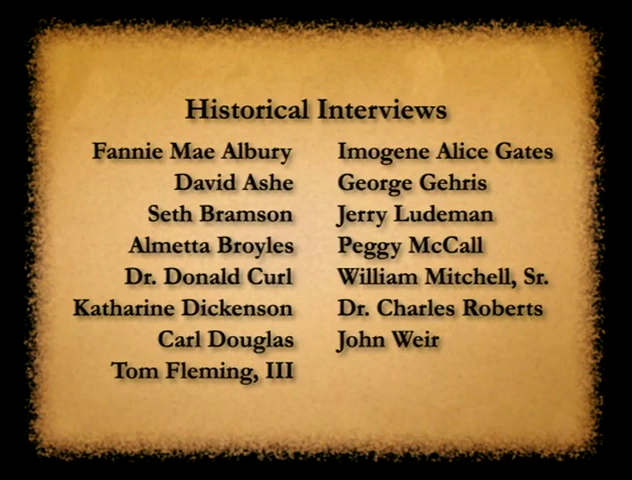 Historical Interviews
Fannie Mae Albury
David Ashe
Seth Bramson
Almetta Broyles
Dr. Donald Curl
Katharine Dickenson
Carl Douglas
Tom Fleming, III
Imogene Alice Gates
George Gehris
Jerry Ludeman
Peggy McCall
William Mitchell, Sr.
Dr. Charles Roberts
John Weir